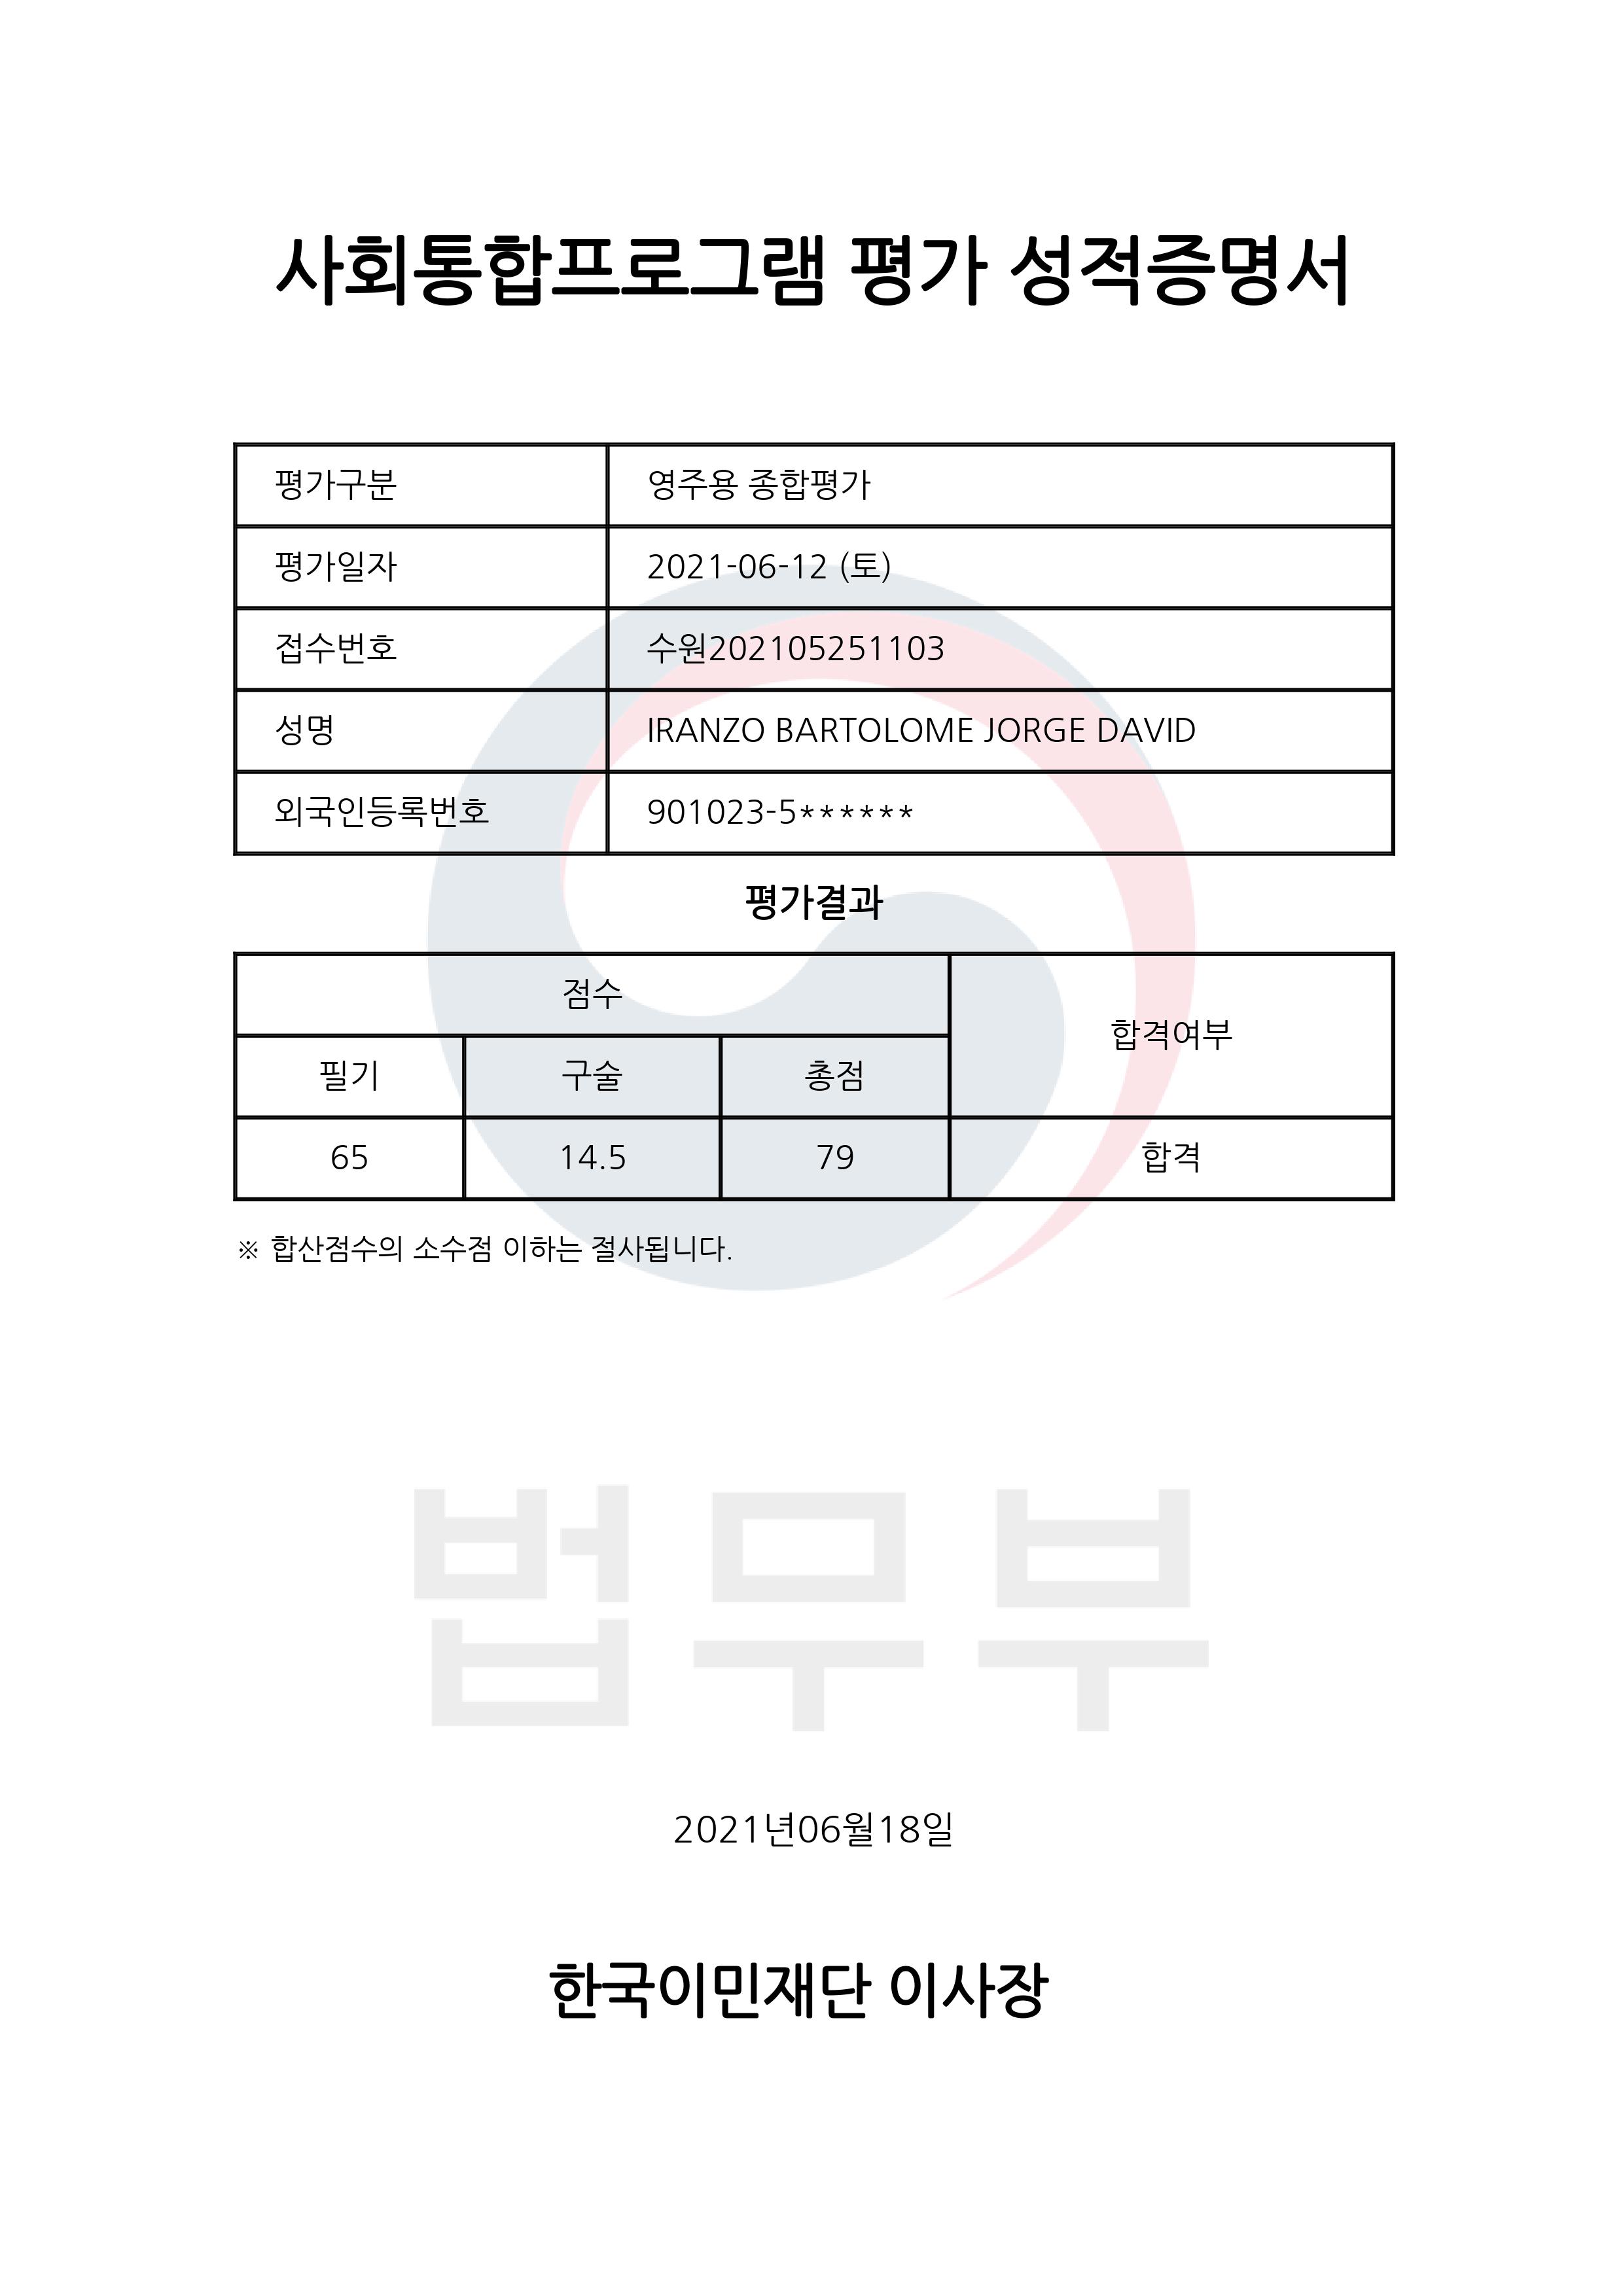 사회통합프로그램 평가 성적증명서
평가구분 영주용 종합평가
평가일자 2021-06-12 (토)
접수번호 수원202105251103
성명 IRANZO BARTOLOME JORGE DAVID
외국인등록번호 901023-5******
평가결과
점수 합격여부
필기 구술 총점
65 14.5 79 합격
※ 합산점수의 소수점 이하는 절사됩니다.
법무부
2021년06월18일
한국이민재단 이사장